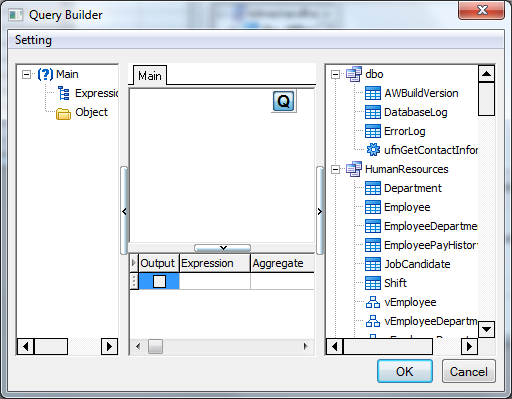 Query Builder
Setting
Main
Expressio
Object
Main
Q
Output Expression Aggregate
dbo
AWBuildVersion
DatabaseLog
ErrorLog
ufnGetContactInfor
HumanResources
Department
Employee
EmployeeDepartme
EmployeePayHistory
JobCandidate
Shift
vEmployee
vEmployeeDepartm
OK
Cancel